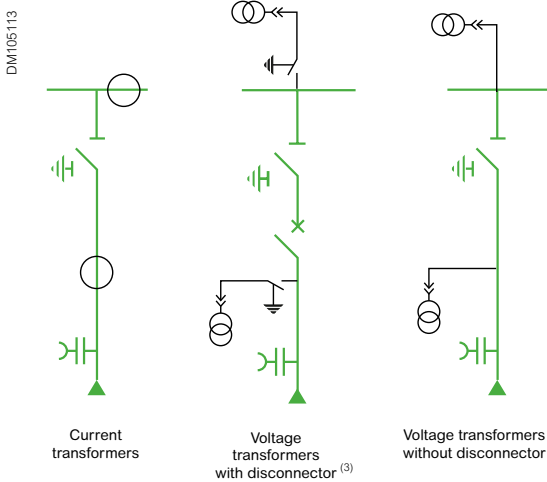 DM105113
Current
transformers
Voltage
transformers
with disconnector (3)
Voltage transformers
without disconnector